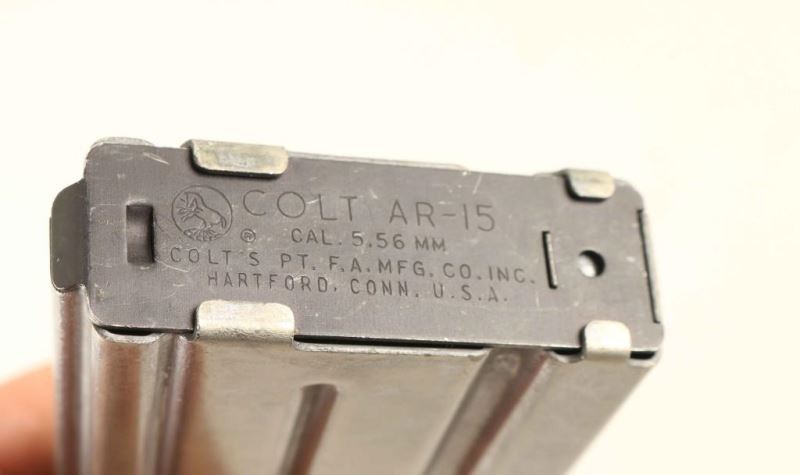 COLT AR-15
® CAL. 5.56 MM
COLT'S PT. F.A. MFG. CO. INC.
HARTFORD, CONN. U.S.A.